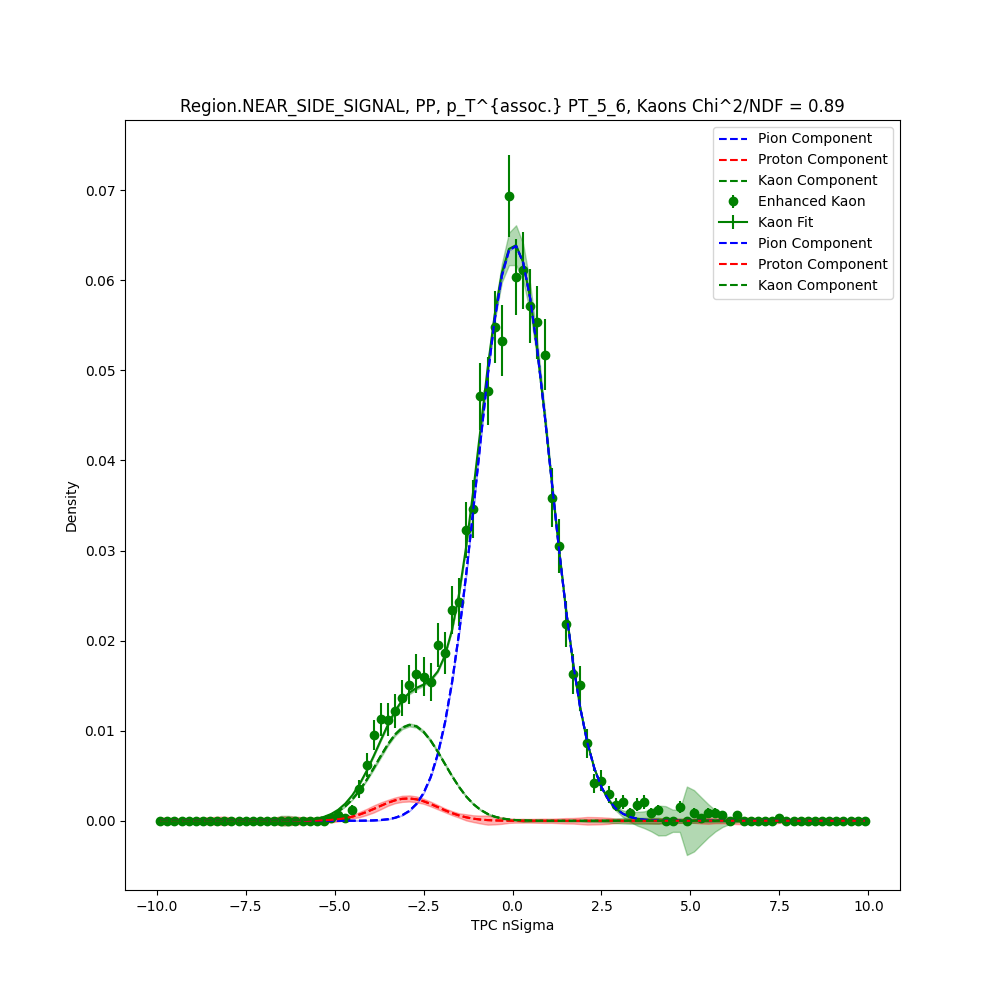 Region.NEAR_SIDE_SIGNAL, PP, p_T^{assoc.} PT_5_6, Kaons Chi^2/NDF = 0.89
Pion Component
Proton Component
Kaon Component
Enhanced Kaon
Kaon Fit
Pion Component
Proton Component
Kaon Component
0.07
0.06
0.05
0.04
0.03
0.02
0.01
0.00
Density
−10.0 −7.5 −5.0 −2.5 0.0 2.5 5.0 7.5 10.0
TPC nSigma